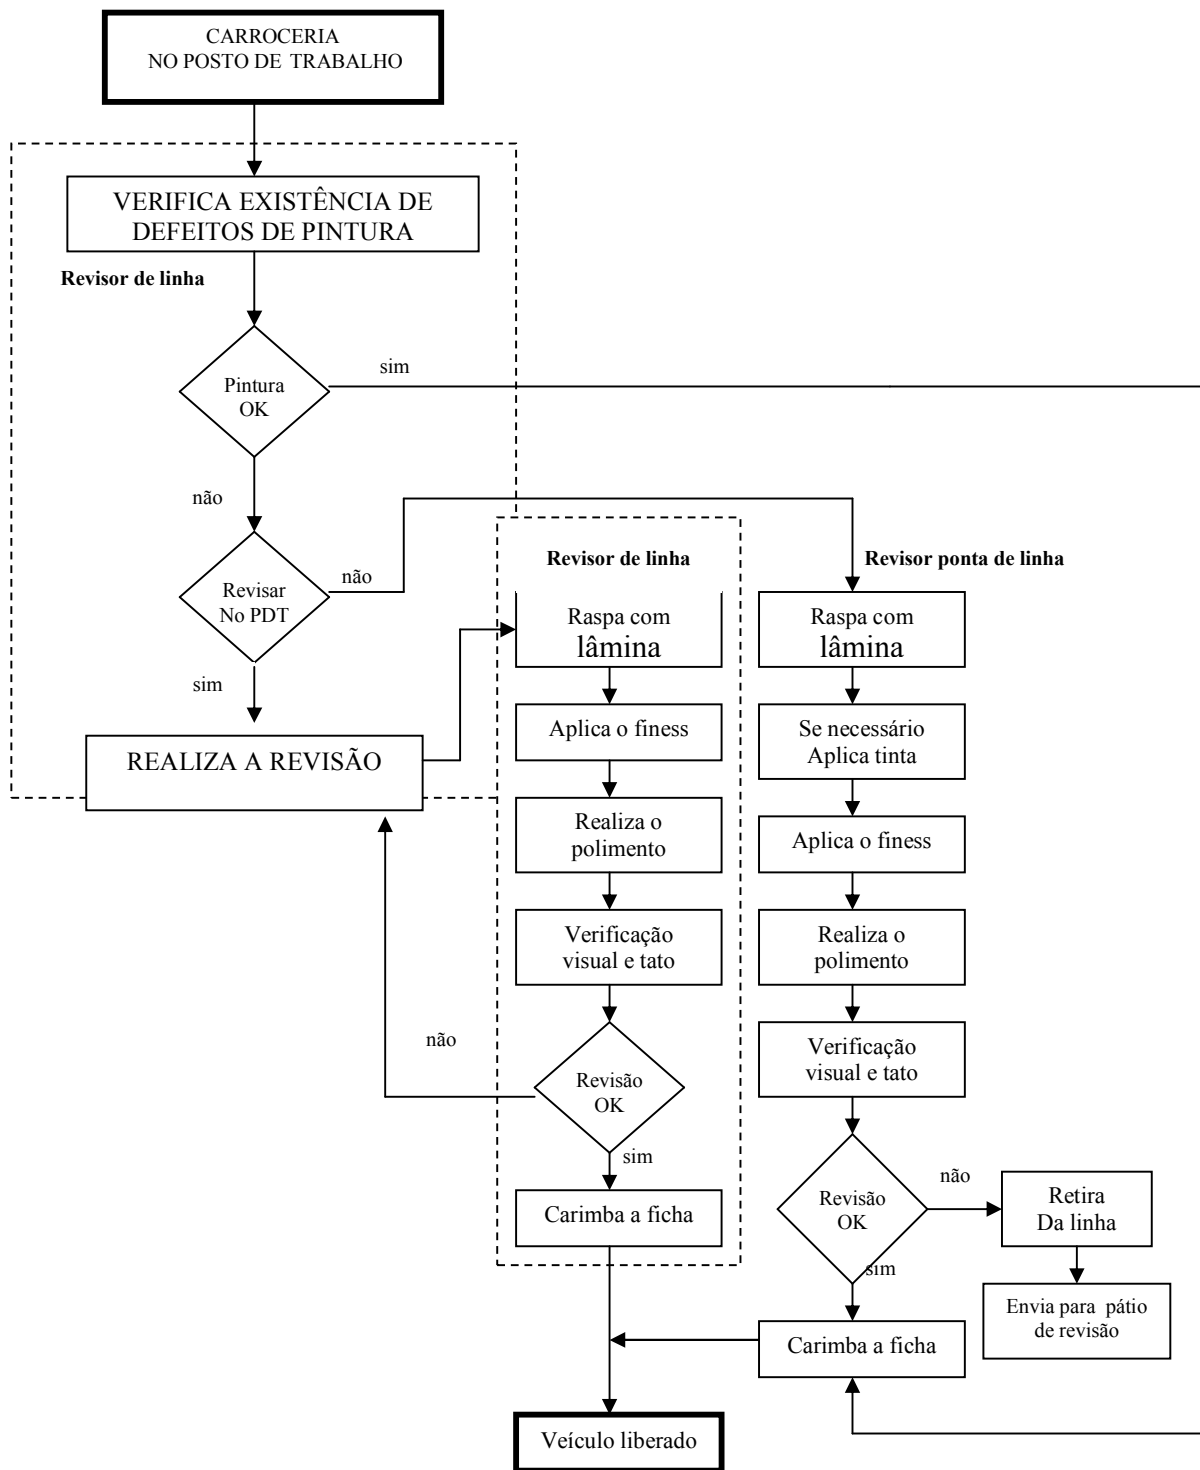 CARROCERIA
NO POSTO DE TRABALHO
VERIFICA EXISTÊNCIA DE
DEFEITOS DE PINTURA
Revisor de linha
sim
Pintura
OK
não
Revisar
No PDT
não
sim
REALIZA A REVISÃO
Revisor de linha
Raspa com
lâmina
Aplica o finess
Realiza o
polimento
Verificação
visual e tato
não
Revisão
OK
sim
Carimba a ficha
Revisor ponta de linha
Raspa com
lâmina
Se necessário
Aplica tinta
Aplica o finess
Realiza o
polimento
Verificação
visual e tato
Revisão
OK
não
Retira
Da linha
Envia para pátio
de revisão
sim
Carimba a ficha
Veículo liberado